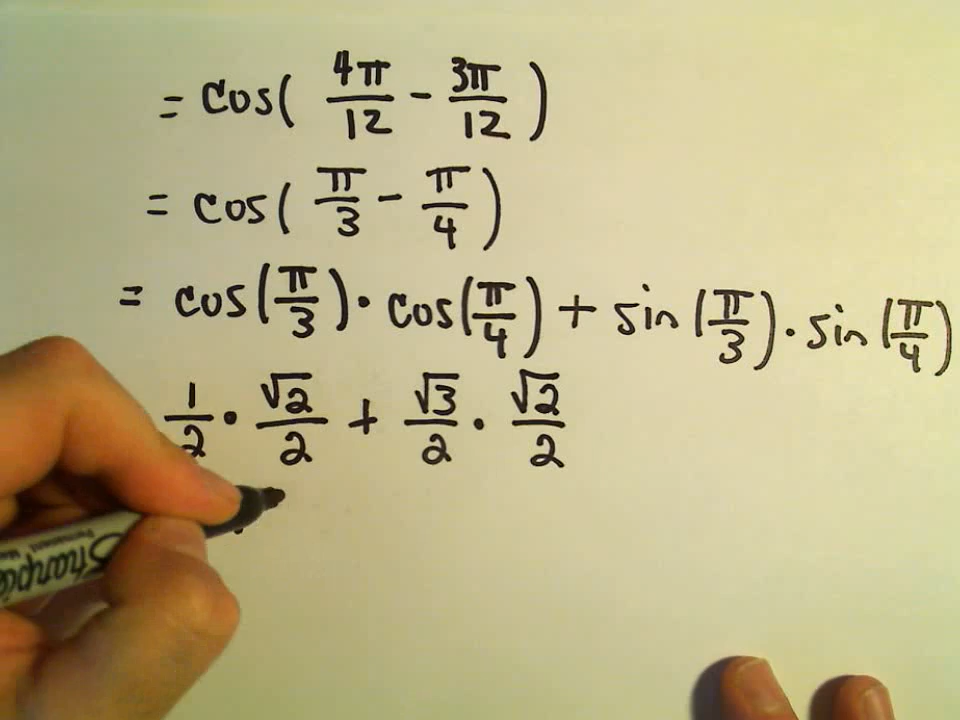 = cos( 4π/12 - 3π/12 )
= cos( π/3 - π/4 )
= cos(π/3) · cos(π/4) + sin(π/3) · sin(π/4)
1/2 · √2/2 + √3/2 · √2/2
Sharpie